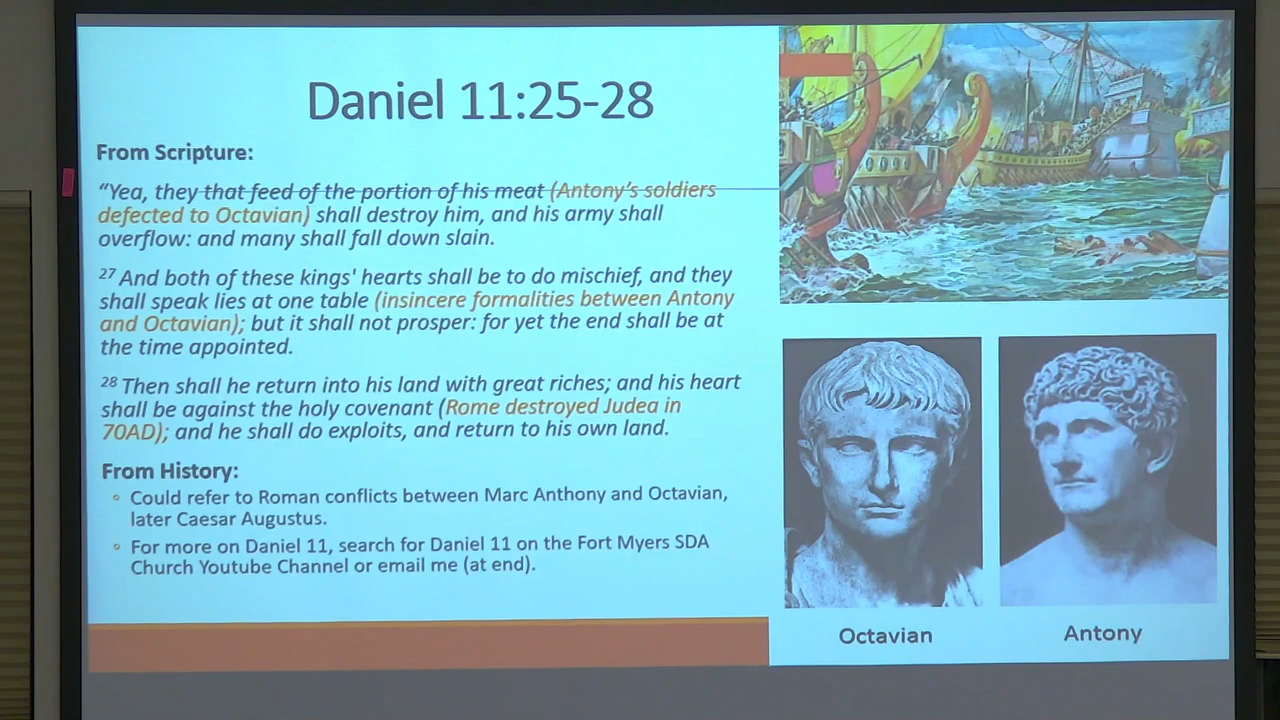 Daniel 11:25-28
From Scripture:
“Yea, they that feed of the portion of his meat (Antony’s soldiers
defected to Octavian) shall destroy him, and his army shall
overflow: and many shall fall down slain.
27 And both of these kings' hearts shall be to do mischief, and they
shall speak lies at one table (insincere formalities between Antony
and Octavian); but it shall not prosper: for yet the end shall be at
the time appointed.
28 Then shall he return into his land with great riches; and his heart
shall be against the holy covenant (Rome destroyed Judea in
70AD); and he shall do exploits, and return to his own land.
From History:
Could refer to Roman conflicts between Marc Anthony and Octavian,
later Caesar Augustus.
For more on Daniel 11, search for Daniel 11 on the Fort Myers SDA
Church Youtube Channel or email me (at end).
Octavian
Antony